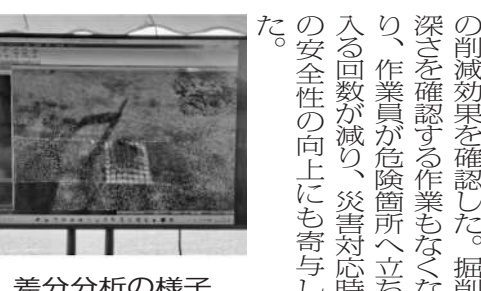 の削減効果を確認した。掘削
深さを確認する作業もなくな
り、作業員が危険箇所へ立ち
入る回数が減り、災害対応時
の安全性の向上にも寄与し
た。
差分分析の様子